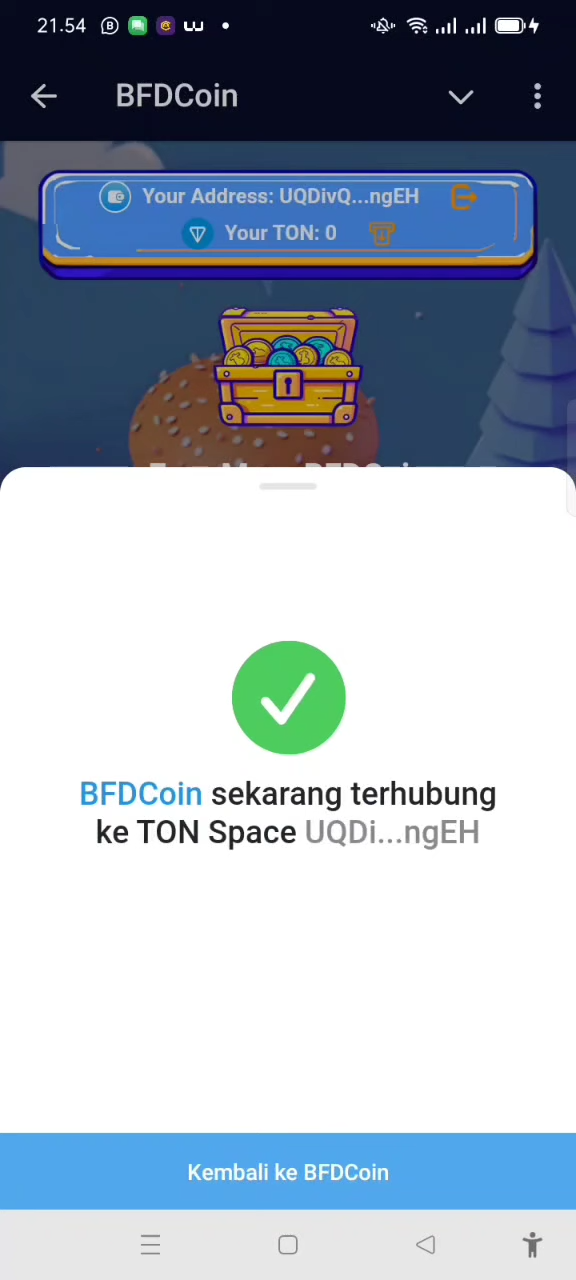 21.54
BFDCoin
Your Address: UQDivQ...ngEH
Your TON: 0
BFDCoin sekarang terhubung
ke TON Space UQDi...ngEH
Kembali ke BFDCoin